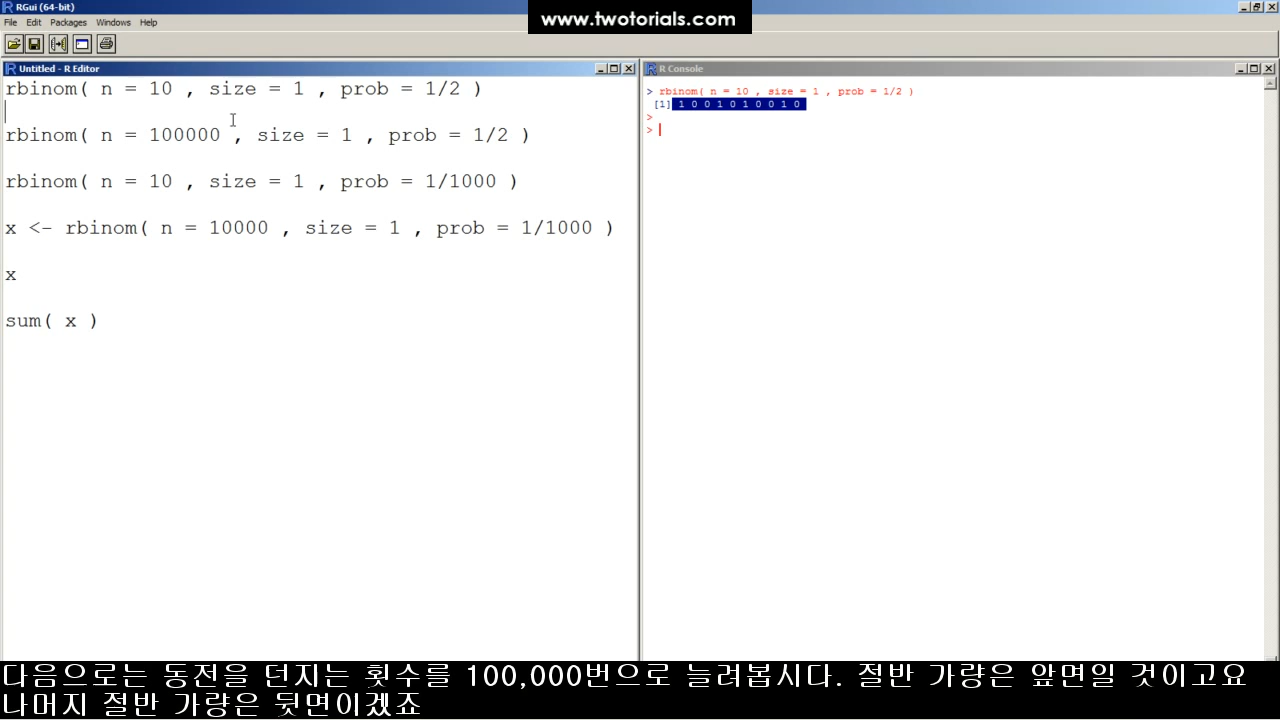 RGui (64-bit)
www.twotorials.com
File Edit Packages Windows Help
Untitled - R Editor
rbinom( n = 10 , size = 1 , prob = 1/2 )
rbinom( n = 100000 , size = 1 , prob = 1/2 )
rbinom( n = 10 , size = 1 , prob = 1/1000 )
x <- rbinom( n = 10000 , size = 1 , prob = 1/1000 )
x
sum( x )
R Console
> rbinom( n = 10 , size = 1 , prob = 1/2 )
[1] 1 0 0 1 0 1 0 0 1 0
>
>
다음으로는 동전을 던지는 횟수를 100,000번으로 늘려봅시다. 절반 가량은 앞면일 것이고요
나머지 절반 가량은 뒷면이겠죠